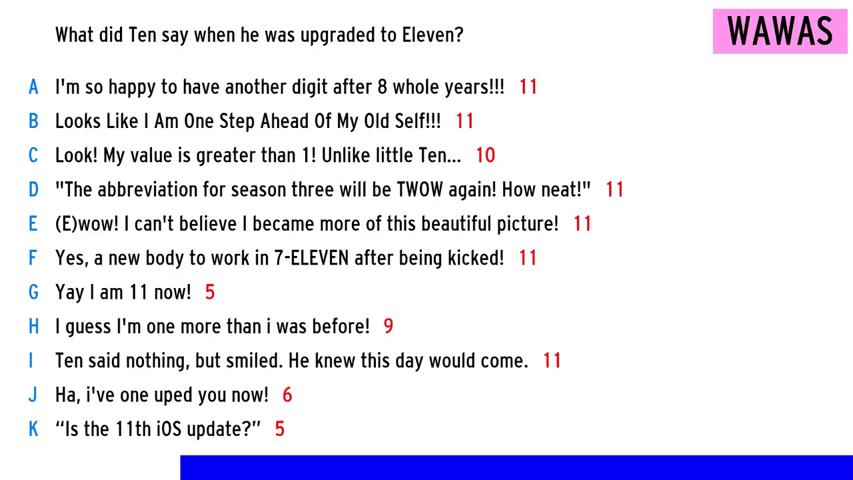 What did Ten say when he was upgraded to Eleven?
WAWAS
A I'm so happy to have another digit after 8 whole years!!! 11
B Looks Like I Am One Step Ahead Of My Old Self!!! 11
C Look! My value is greater than 1! Unlike little Ten... 10
D "The abbreviation for season three will be TWOW again! How neat!" 11
E (E)wow! I can't believe I became more of this beautiful picture! 11
F Yes, a new body to work in 7-ELEVEN after being kicked! 11
G Yay I am 11 now! 5
H I guess I'm one more than i was before! 9
I Ten said nothing, but smiled. He knew this day would come. 11
J Ha, i've one uped you now! 6
K “Is the 11th iOS update?” 5